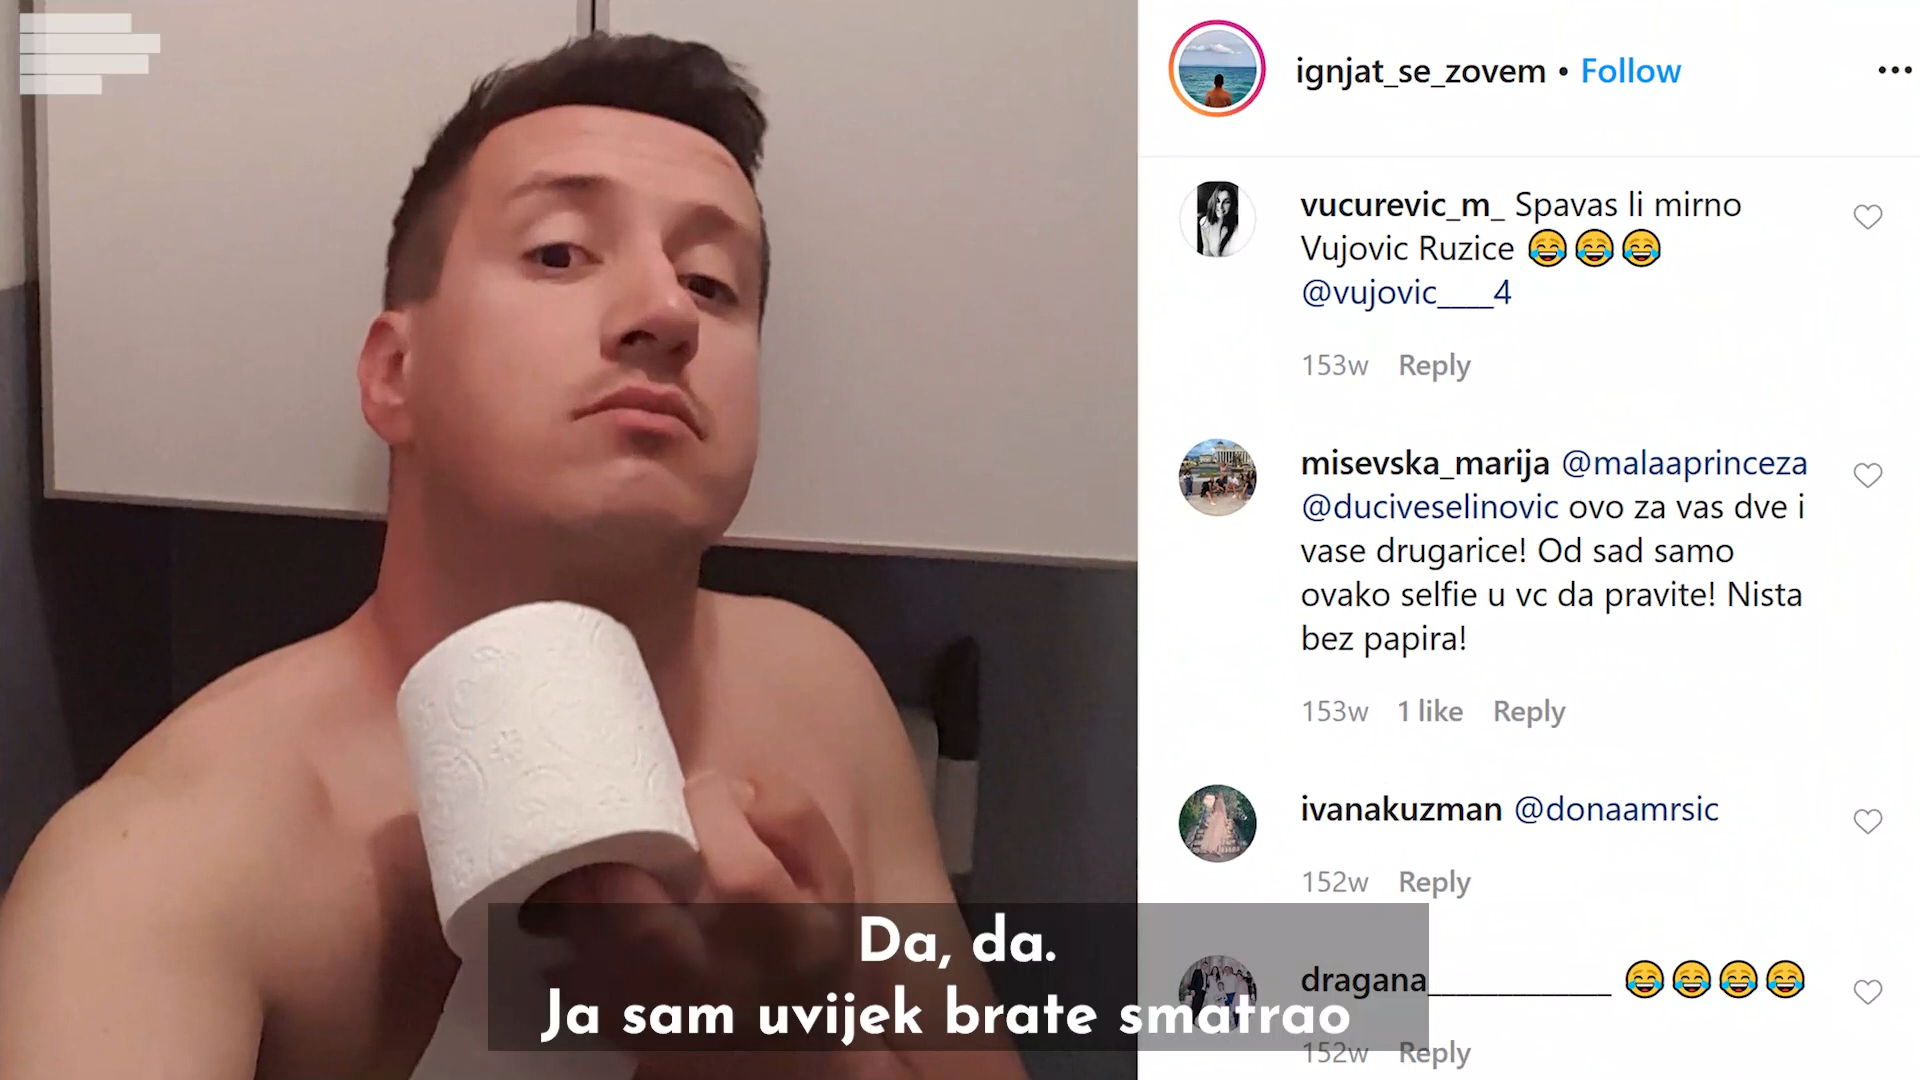 ignjat_se_zovem • Follow
vucurevic_m_ Spavas li mirno
Vujovic Ruzice 😂😂😂
@vujovic____4
153w Reply
misevska_marija @malaaprinceza
@duciveselinovic ovo za vas dve i
vase drugarice! Od sad samo
ovako selfie u vc da pravite! Nista
bez papira!
153w 1 like Reply
ivanakuzman @donaamrsic
152w Reply
dragana_____________ 😂😂😂😂
152w Reply
Da, da.
Ja sam uvijek brate smatrao